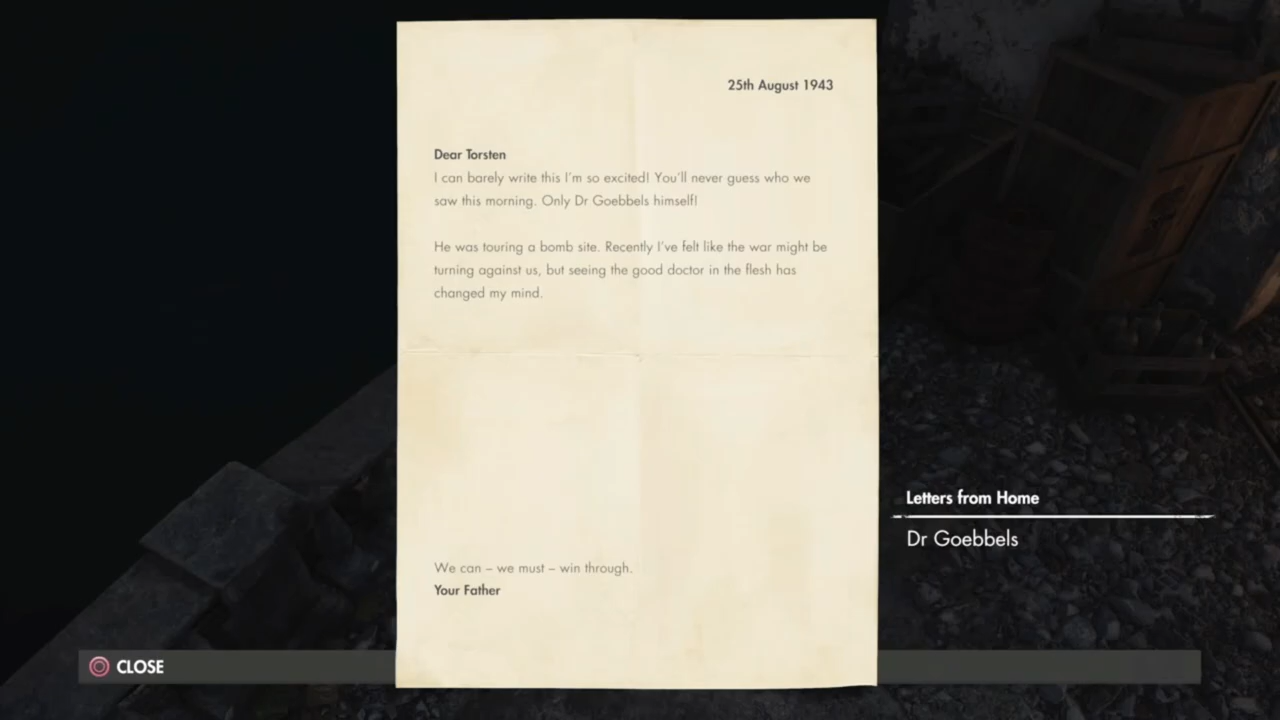 25th August 1943
Dear Torsten
I can barely write this I'm so excited! You'll never guess who we
saw this morning. Only Dr Goebbels himself!
He was touring a bomb site. Recently I've felt like the war might be
turning against us, but seeing the good doctor in the flesh has
changed my mind.
We can – we must – win through.
Your Father
Letters from Home
Dr Goebbels
CLOSE